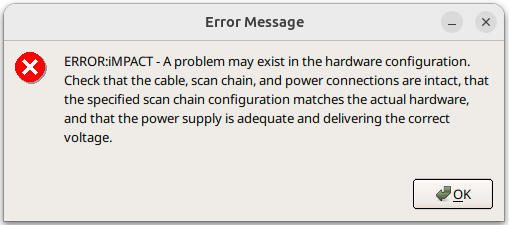 Error Message
ERROR:iMPACT - A problem may exist in the hardware configuration.
Check that the cable, scan chain, and power connections are intact, that
the specified scan chain configuration matches the actual hardware,
and that the power supply is adequate and delivering the correct
voltage.
OK